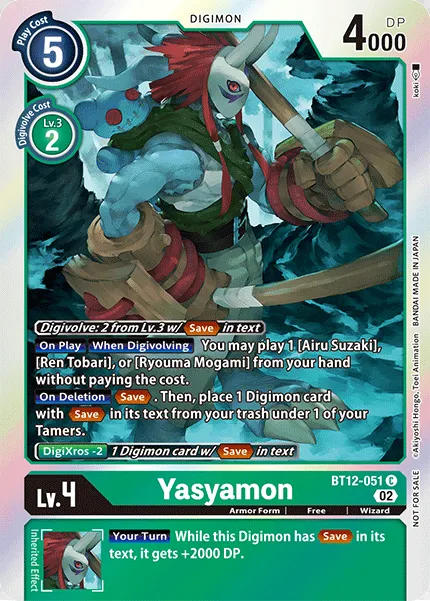 DIGIMON
Play Cost
5
DP
4000
Digivolve Cost
Lv.3
2
koki
Digivolve: 2 from Lv.3 w/ Save in text
On Play When Digivolving You may play 1 [Airu Suzaki],
[Ren Tobari], or [Ryouma Mogami] from your hand
without paying the cost.
On Deletion Save . Then, place 1 Digimon card
with Save in its text from your trash under 1 of your
Tamers.
DigiXros -2 1 Digimon card w/ Save in text
©Akiyoshi Hongo, Toei Animation BANDAI MADE IN JAPAN
NOT FOR SALE
Lv.4
Yasyamon
BT12-051 C
02
Armor Form | Free | Wizard
Inherited Effect
Your Turn While this Digimon has Save in its
text, it gets +2000 DP.